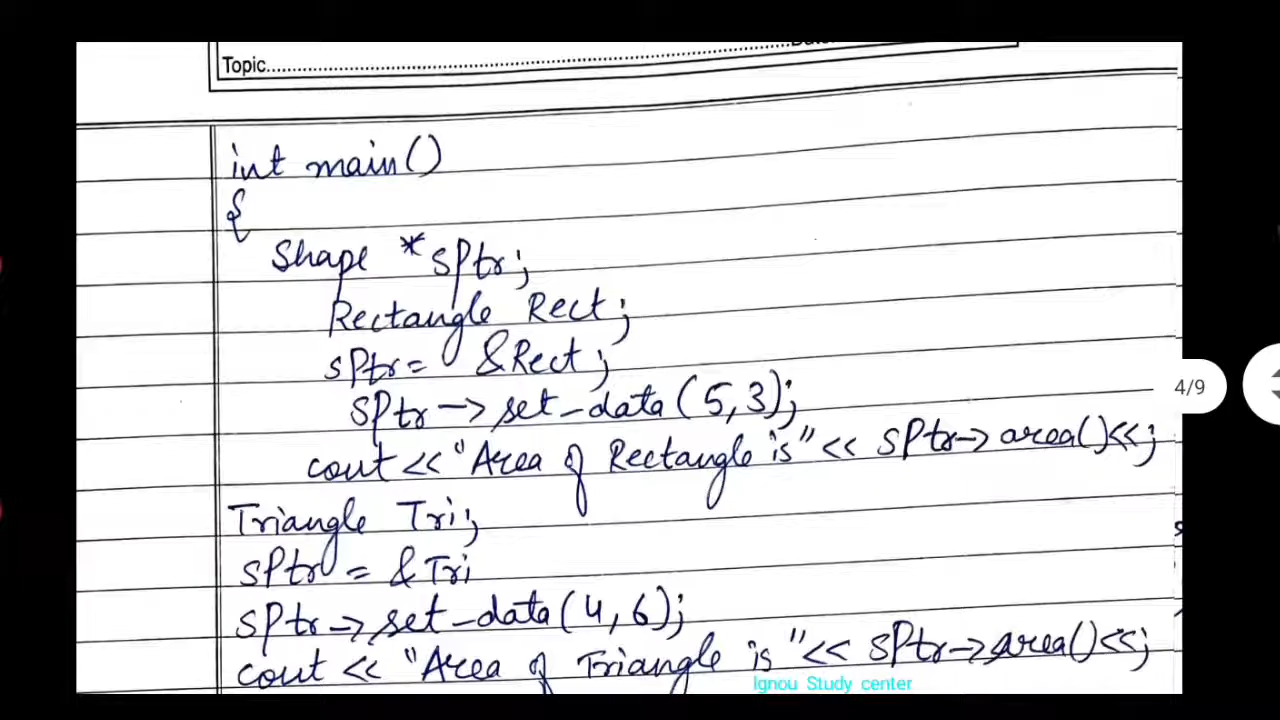 Topic
int main()
{
Shape *sPtr;
Rectangle Rect;
sPtr= &Rect;
sPtr->set_data(5,3);
cout<<"Area of Rectangle is"<< sPtr->area()<<;
4/9
Triangle Tri;
sPtr = &Tri
sPtr->set_data(4,6);
cout << "Area of Triangle is "<< sPtr->area()<<;
Ignou Study center